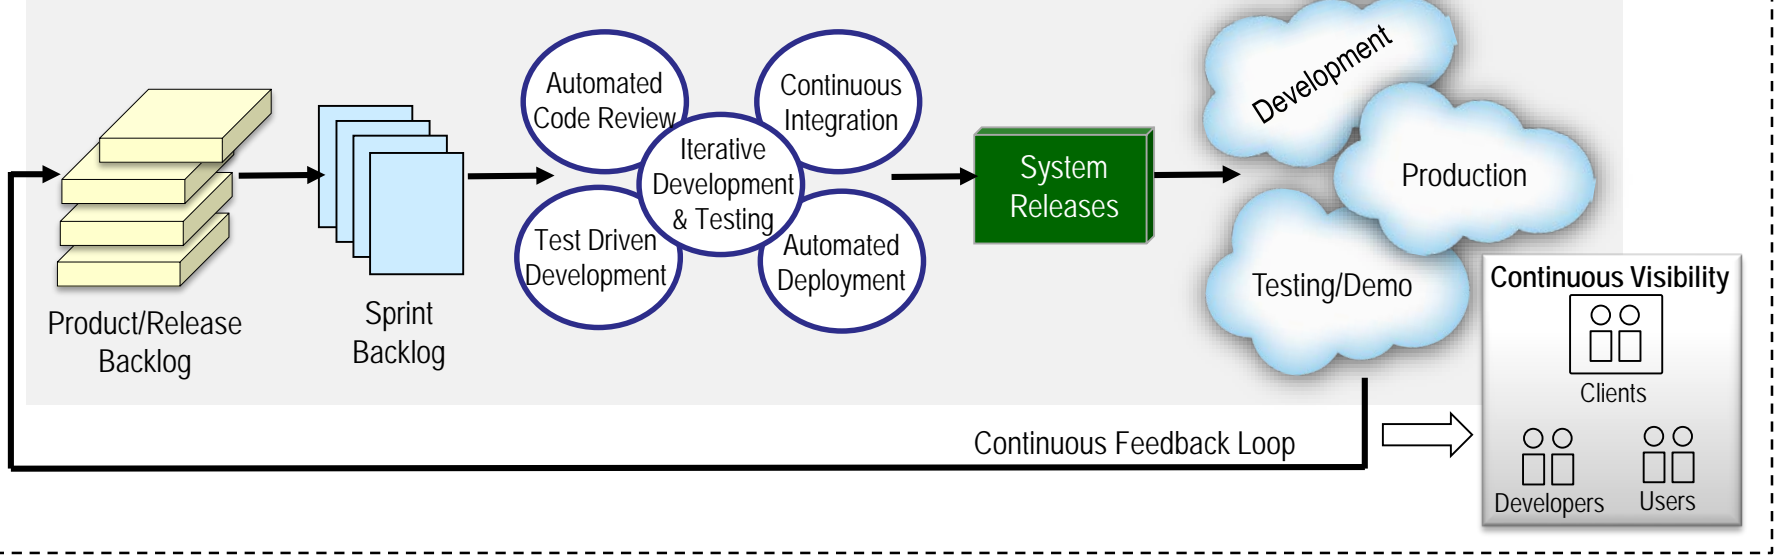 Product/Release
Backlog
Sprint
Backlog
Automated
Code Review
Continuous
Integration
Iterative
Development
& Testing
Test Driven
Development
Automated
Deployment
System
Releases
Development
Production
Testing/Demo
Continuous Visibility
Clients
Developers
Users
Continuous Feedback Loop